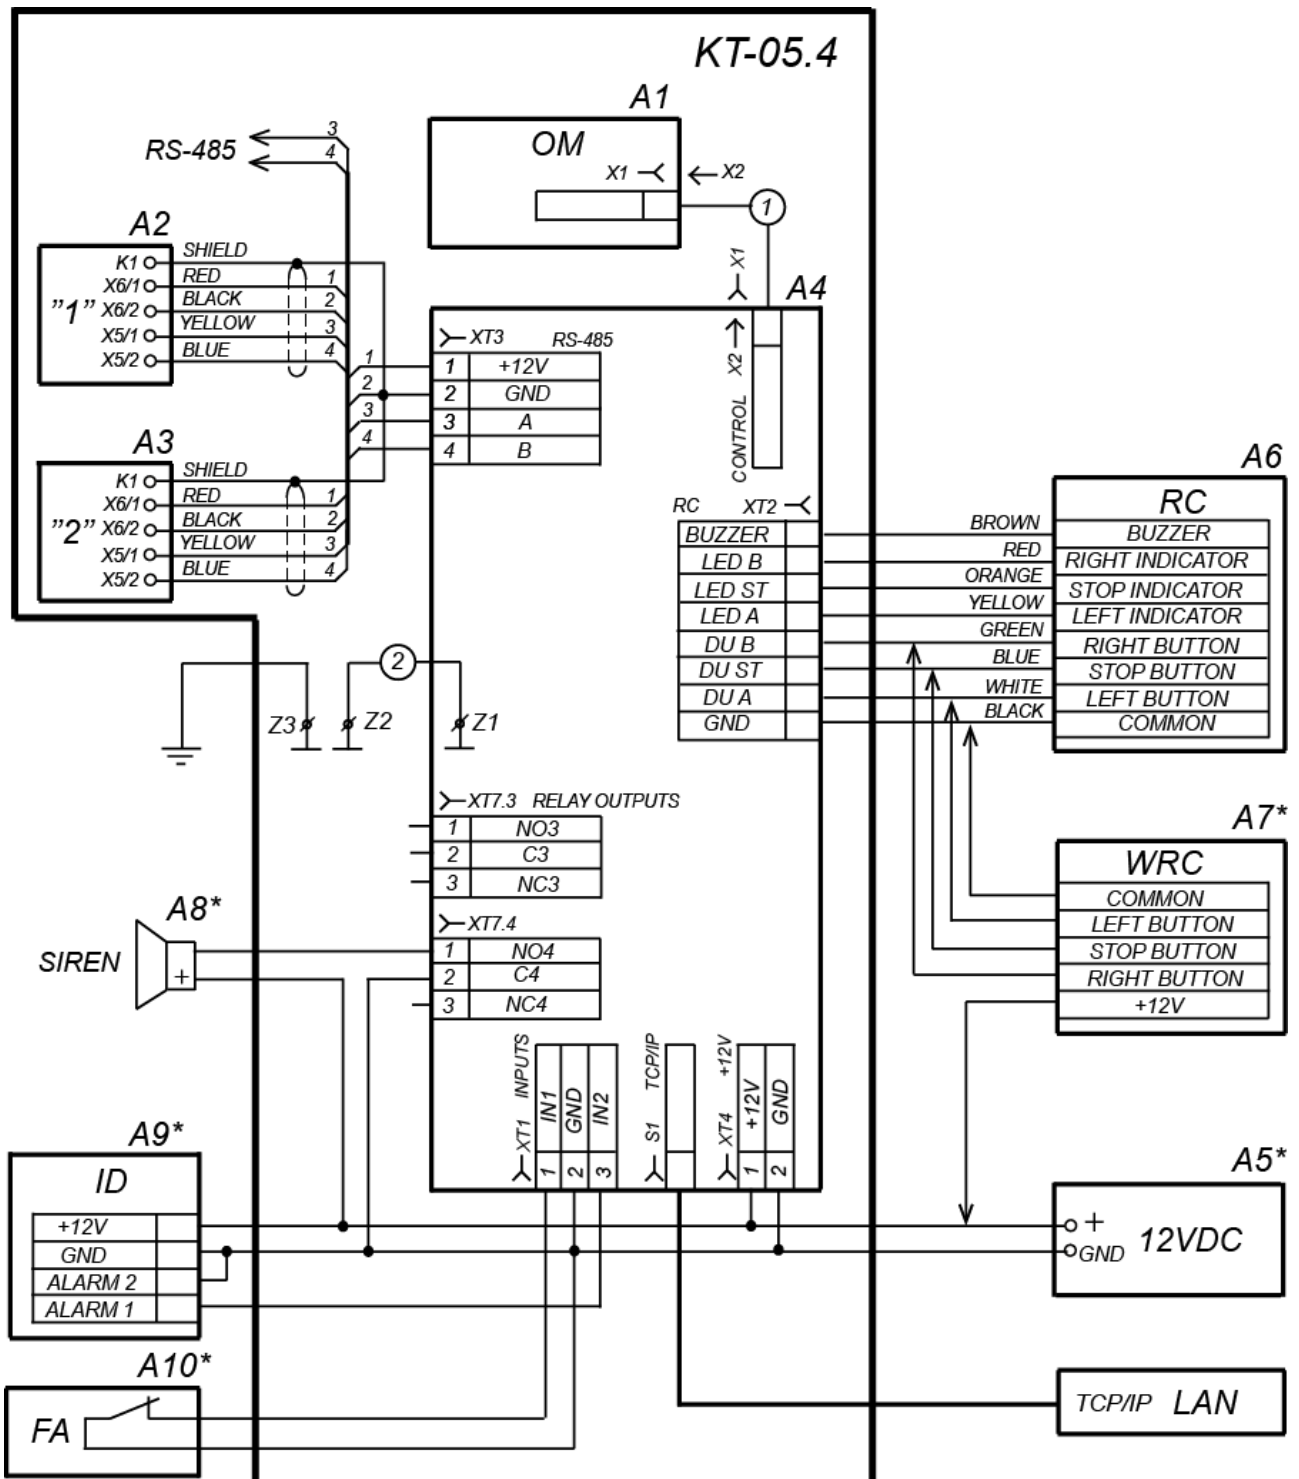 KT-05.4
A1
OM
X1 X2
1
RS-485
3
4
A2
"1"
K1 SHIELD
X6/1 RED 1
X6/2 BLACK 2
X5/1 YELLOW 3
X5/2 BLUE 4
A3
"2"
K1 SHIELD
X6/1 RED 1
X6/2 BLACK 2
X5/1 YELLOW 3
X5/2 BLUE 4
A4
X1
X2
CONTROL
XT3 RS-485
1 1 +12V
2 2 GND
3 3 A
4 4 B
RC XT2
BUZZER
LED B
LED ST
LED A
DU B
DU ST
DU A
GND
BROWN
RED
ORANGE
YELLOW
GREEN
BLUE
WHITE
BLACK
A6
RC
BUZZER
RIGHT INDICATOR
STOP INDICATOR
LEFT INDICATOR
RIGHT BUTTON
STOP BUTTON
LEFT BUTTON
COMMON
2
Z3 Z2 Z1
XT7.3 RELAY OUTPUTS
1 NO3
2 C3
3 NC3
A7*
WRC
COMMON
LEFT BUTTON
STOP BUTTON
RIGHT BUTTON
+12V
A8*
SIREN +
XT7.4
1 NO4
2 C4
3 NC4
XT1 INPUTS
1 IN1
2 GND
3 IN2
S1 TCP/IP
XT4 +12V
1 +12V
2 GND
A9*
ID
+12V
GND
ALARM 2
ALARM 1
A5*
+
GND
12VDC
A10*
FA
TCP/IP LAN